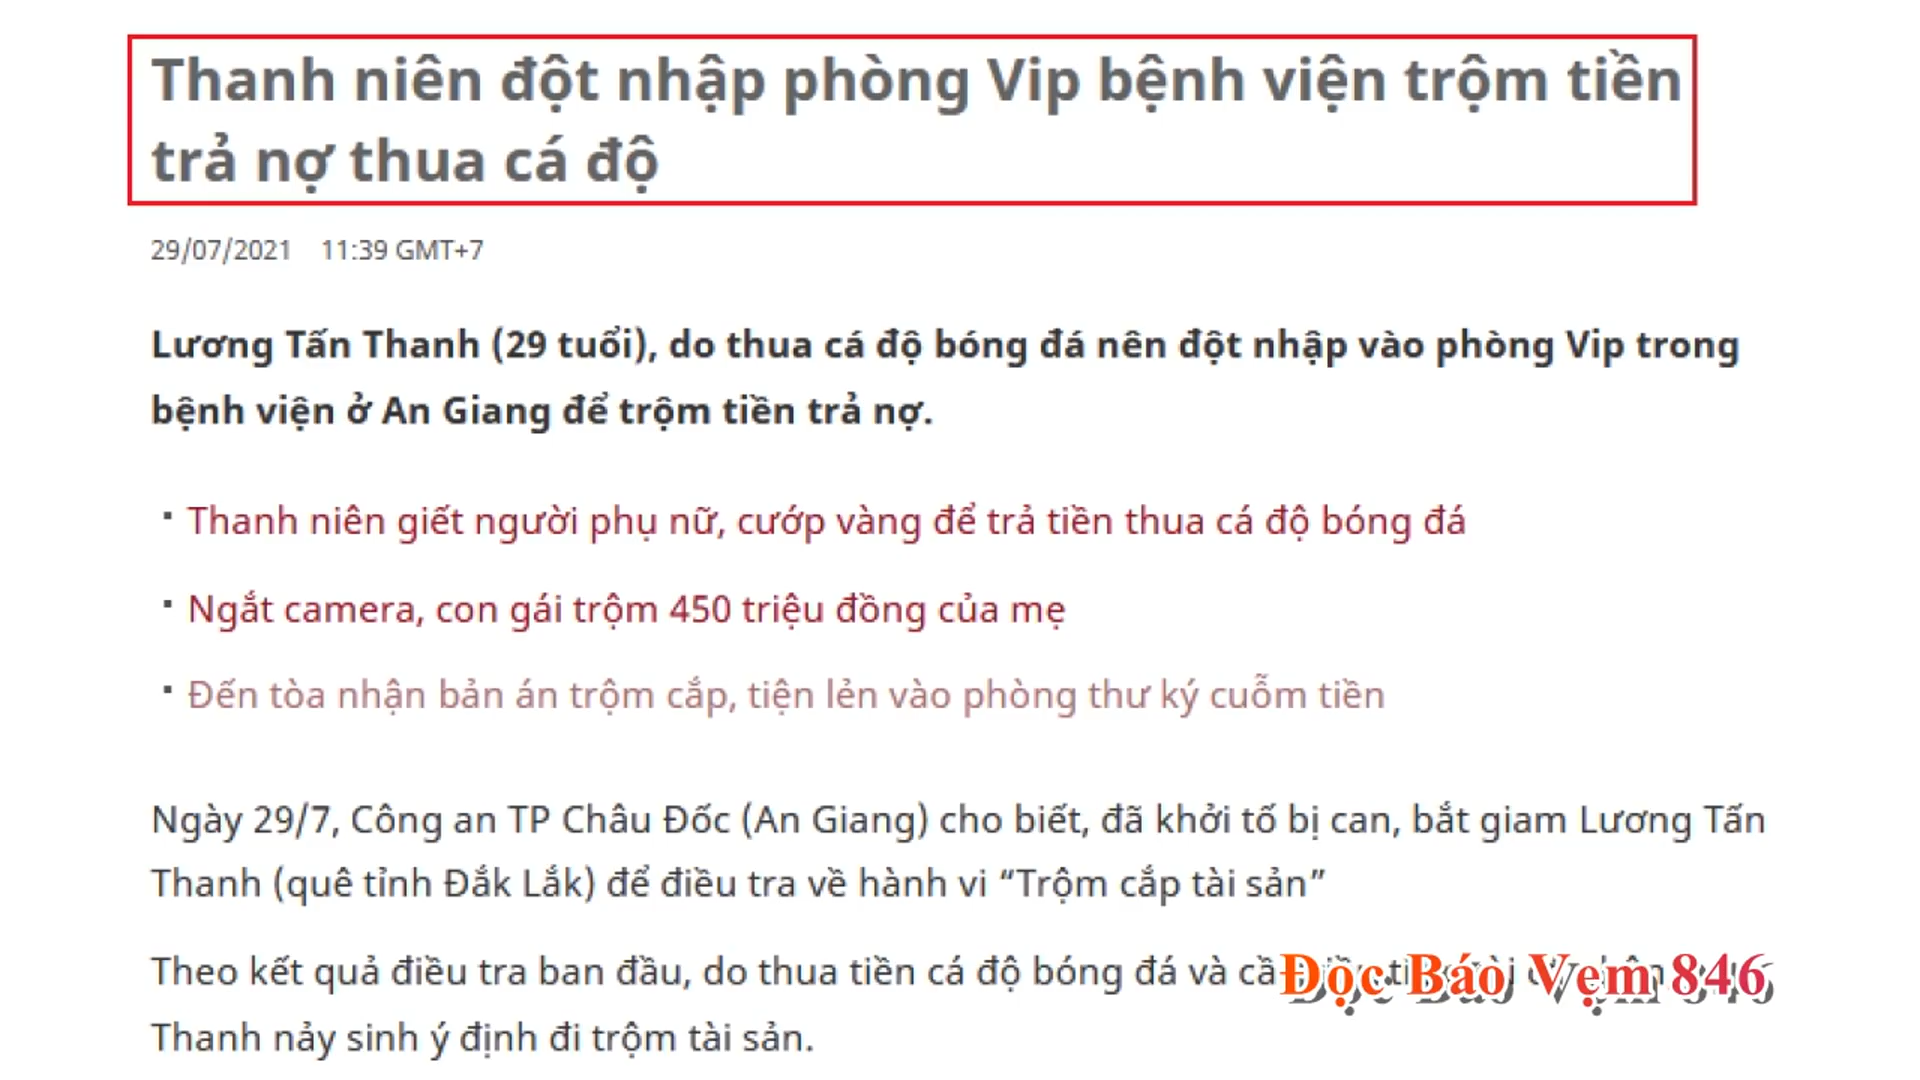 Thanh niên đột nhập phòng Vip bệnh viện trộm tiền
trả nợ thua cá độ
29/07/2021 11:39 GMT+7
Lương Tấn Thanh (29 tuổi), do thua cá độ bóng đá nên đột nhập vào phòng Vip trong
bệnh viện ở An Giang để trộm tiền trả nợ.
▪ Thanh niên giết người phụ nữ, cướp vàng để trả tiền thua cá độ bóng đá
▪ Ngắt camera, con gái trộm 450 triệu đồng của mẹ
▪ Đến tòa nhận bản án trộm cắp, tiện lẻn vào phòng thư ký cuỗm tiền
Ngày 29/7, Công an TP Châu Đốc (An Giang) cho biết, đã khởi tố bị can, bắt giam Lương Tấn
Thanh (quê tỉnh Đắk Lắk) để điều tra về hành vi “Trộm cắp tài sản”
Theo kết quả điều tra ban đầu, do thua tiền cá độ bóng đá và
Đọc Báo Vẹm 846
Thanh nảy sinh ý định đi trộm tài sản.